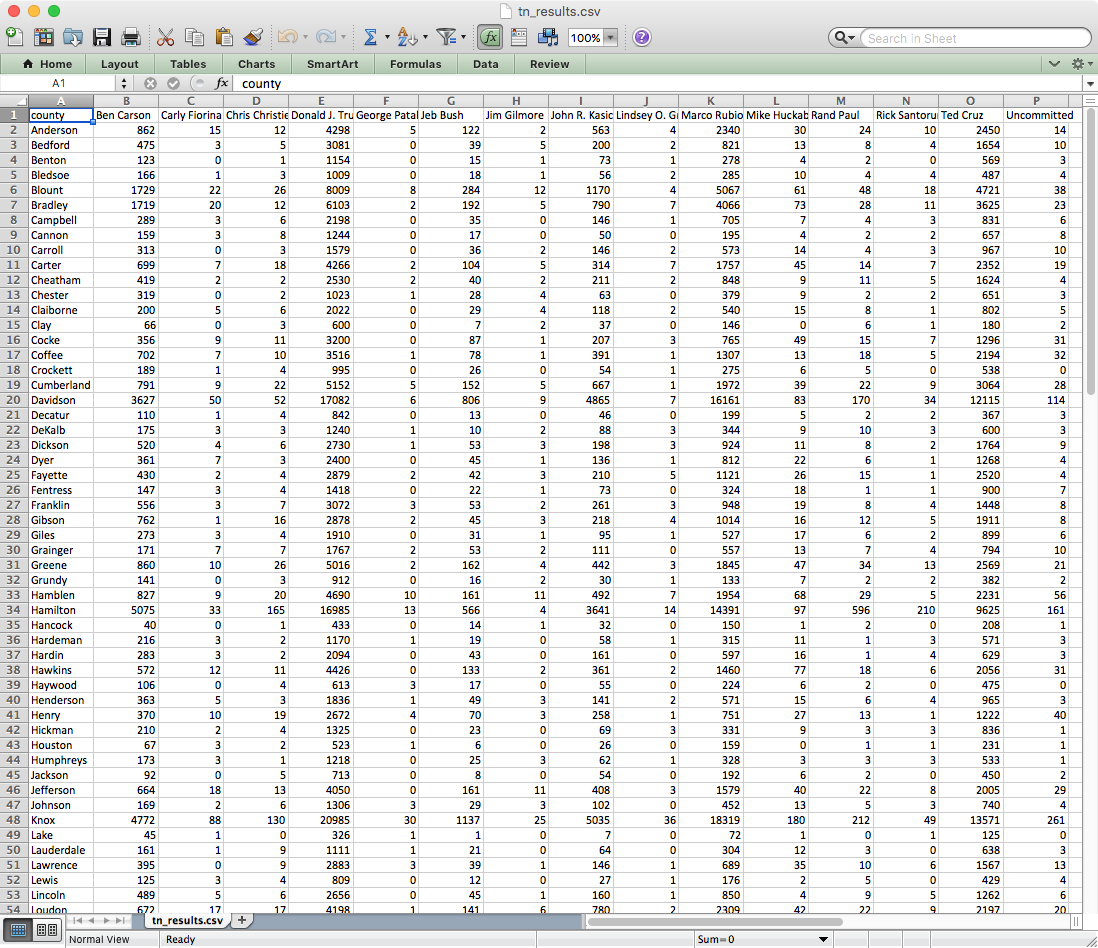 tn_results.csv
100% Search in Sheet
Home Layout Tables Charts SmartArt Formulas Data Review
A1 fx county
A B C D E F G H I J K L M N O P
1 county Ben Carson Carly Fiorina Chris Christie Donald J. Tru George Patal Jeb Bush Jim Gilmore John R. Kasic Lindsey O. Gr Marco Rubio Mike Huckab Rand Paul Rick Santoru Ted Cruz Uncommitted
2 Anderson 862 15 12 4298 5 122 2 563 4 2340 30 24 10 2450 14
3 Bedford 475 3 5 3081 0 39 5 200 2 821 13 8 4 1654 10
4 Benton 123 0 1 1154 0 15 1 73 1 278 4 2 0 569 3
5 Bledsoe 166 1 3 1009 0 18 1 56 2 285 10 4 4 487 4
6 Blount 1729 22 26 8009 8 284 12 1170 4 5067 61 48 18 4721 38
7 Bradley 1719 20 12 6103 2 192 5 790 7 4066 73 28 11 3625 23
8 Campbell 289 3 6 2198 0 35 0 146 1 705 7 4 3 831 6
9 Cannon 159 3 8 1244 0 17 0 50 0 195 4 2 2 657 8
10 Carroll 313 0 3 1579 0 36 2 146 2 573 14 4 3 967 10
11 Carter 699 7 18 4266 2 104 5 314 7 1757 45 14 7 2352 19
12 Cheatham 419 2 2 2530 2 40 2 211 2 848 9 11 5 1624 4
13 Chester 319 0 2 1023 1 28 4 63 0 379 9 2 2 651 3
14 Claiborne 200 5 6 2022 0 29 4 118 2 540 15 8 1 802 5
15 Clay 66 0 3 600 0 7 2 37 0 146 0 6 1 180 2
16 Cocke 356 9 11 3200 0 87 1 207 3 765 49 15 7 1296 31
17 Coffee 702 7 10 3516 1 78 1 391 1 1307 13 18 5 2194 32
18 Crockett 189 1 4 995 0 26 0 54 1 275 6 5 0 538 0
19 Cumberland 791 9 22 5152 5 152 5 667 1 1972 39 22 9 3064 28
20 Davidson 3627 50 52 17082 6 806 9 4865 7 16161 83 170 34 12115 114
21 Decatur 110 1 4 842 0 13 0 46 0 199 5 2 2 367 3
22 DeKalb 175 3 3 1240 1 10 2 88 3 344 9 10 3 600 3
23 Dickson 520 4 6 2730 1 53 3 198 3 924 11 8 2 1764 9
24 Dyer 361 7 3 2400 0 45 1 136 1 812 22 6 1 1268 4
25 Fayette 430 2 4 2879 2 42 3 210 5 1121 26 15 1 2520 4
26 Fentress 147 3 4 1418 0 22 1 73 0 324 18 1 1 900 7
27 Franklin 556 3 7 3072 3 53 2 261 3 948 19 8 4 1448 8
28 Gibson 762 1 16 2878 2 45 3 218 4 1014 16 12 5 1911 8
29 Giles 273 3 4 1910 0 31 1 95 1 527 17 6 2 899 6
30 Grainger 171 7 7 1767 2 53 2 111 0 557 13 7 4 794 10
31 Greene 860 10 26 5016 2 162 4 442 3 1845 47 34 13 2569 21
32 Grundy 141 0 3 912 0 16 2 30 1 133 7 2 2 382 2
33 Hamblen 827 9 20 4690 10 161 11 492 7 1954 68 29 5 2231 56
34 Hamilton 5075 33 165 16985 13 566 4 3641 14 14391 97 596 210 9625 161
35 Hancock 40 0 1 433 0 14 1 32 0 150 1 2 0 208 1
36 Hardeman 216 3 2 1170 1 19 0 58 1 315 11 1 3 571 3
37 Hardin 283 3 2 2094 0 43 0 161 0 597 16 1 4 629 3
38 Hawkins 572 12 11 4426 0 133 2 361 2 1460 77 18 6 2056 31
39 Haywood 106 0 4 613 3 17 0 55 0 224 6 2 0 475 0
40 Henderson 363 5 3 1836 1 49 3 141 2 571 15 6 4 965 3
41 Henry 370 10 19 2672 4 70 3 258 1 751 27 13 1 1222 40
42 Hickman 210 2 4 1325 0 23 0 69 3 331 9 3 3 836 1
43 Houston 67 3 2 523 1 6 0 26 0 159 0 1 1 231 1
44 Humphreys 173 3 1 1218 0 25 3 62 1 328 3 3 3 533 1
45 Jackson 92 0 5 713 0 8 0 54 0 192 6 2 0 450 2
46 Jefferson 664 18 13 4050 0 161 11 408 3 1579 40 22 8 2005 29
47 Johnson 169 2 6 1306 3 29 3 102 0 452 13 5 3 740 4
48 Knox 4772 88 130 20985 30 1137 25 5035 36 18319 180 212 49 13571 261
49 Lake 45 1 0 326 1 1 0 7 0 72 1 0 1 125 0
50 Lauderdale 161 1 9 1111 1 21 0 64 0 304 12 3 0 638 3
51 Lawrence 395 0 9 2883 3 39 1 146 1 689 35 10 6 1567 13
52 Lewis 125 3 4 809 0 12 0 27 1 176 2 5 0 429 4
53 Lincoln 489 5 6 2656 0 45 1 160 1 850 4 9 5 1262 6
54 Loudon 672 17 17 4198 1 141 6 780 2 2309 42 22 9 2197 20
tn_results.csv
Normal View Ready Sum=0